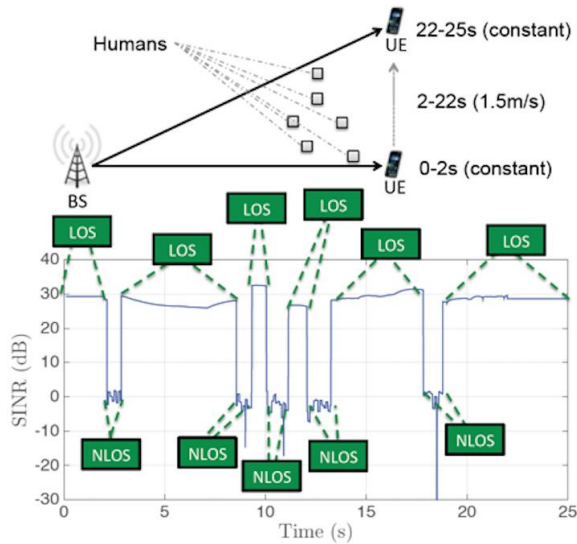 22-25s (constant)
Humans
UE
2-22s (1.5m/s)
0-2s (constant)
BS
UE
LOS
LOS
LOS
LOS
LOS
LOS
40
30
20
10
0
-10
-20
-30
SINR (dB)
NLOS
NLOS
NLOS
NLOS
NLOS
0
5
10
15
20
25
Time (s)